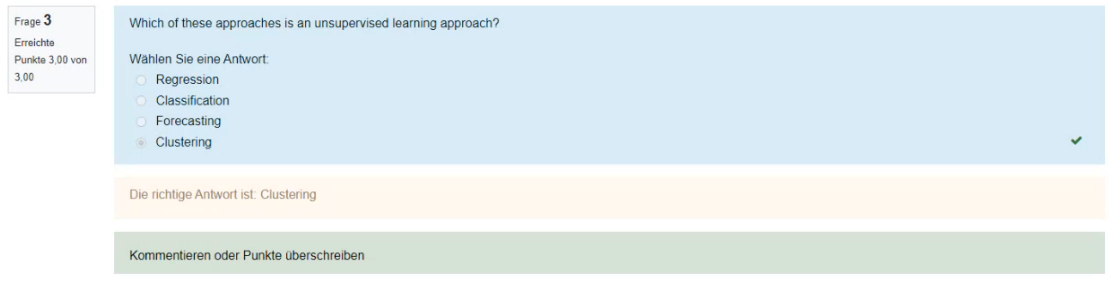 Frage 3
Erreichte
Punkte 3,00 von
3,00
Which of these approaches is an unsupervised learning approach?
Wählen Sie eine Antwort:
Regression
Classification
Forecasting
Clustering
Die richtige Antwort ist: Clustering
Kommentieren oder Punkte überschreiben